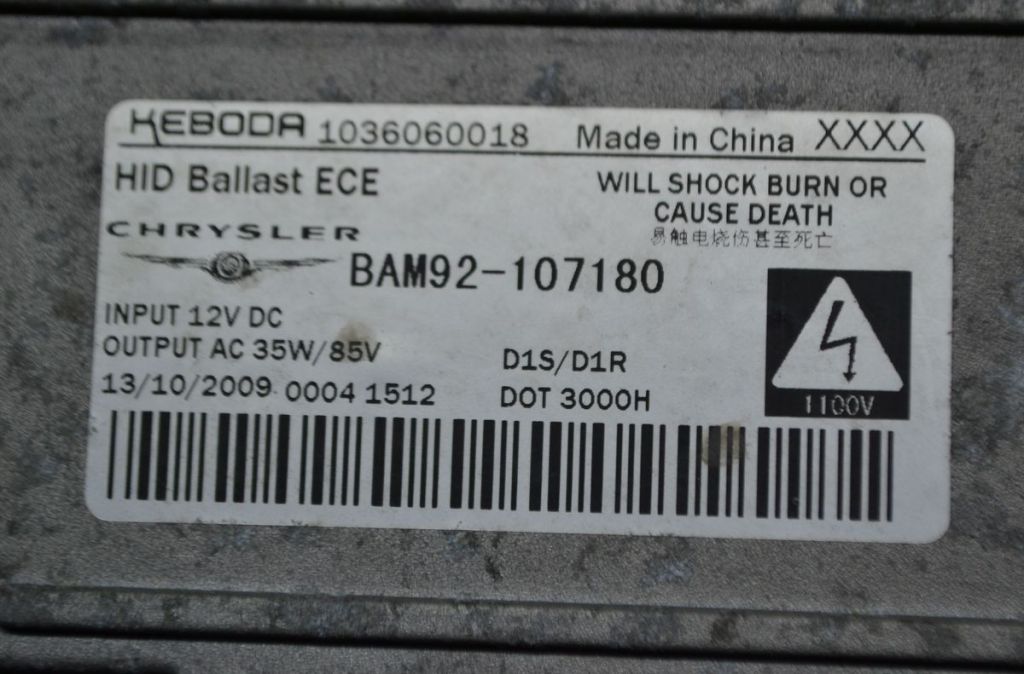 KEBODA 1036060018 Made in China XXXX
HID Ballast ECE
WILL SHOCK BURN OR
CAUSE DEATH
易触电烧伤甚至死亡
CHRYSLER
BAM92-107180
INPUT 12V DC
OUTPUT AC 35W/85V
D1S/D1R
13/10/2009 0004 1512
DOT 3000H
1100V